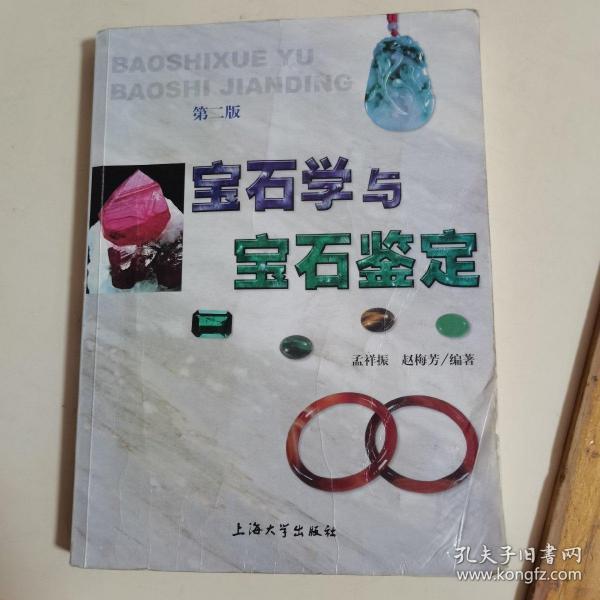 BAOSHIXUE YU
BAOSHI JIANDING
第二版
宝石学与
宝石鉴定
孟祥振 赵梅芳/编著
上海大学出版社
孔夫子旧书网
www.kongfz.com